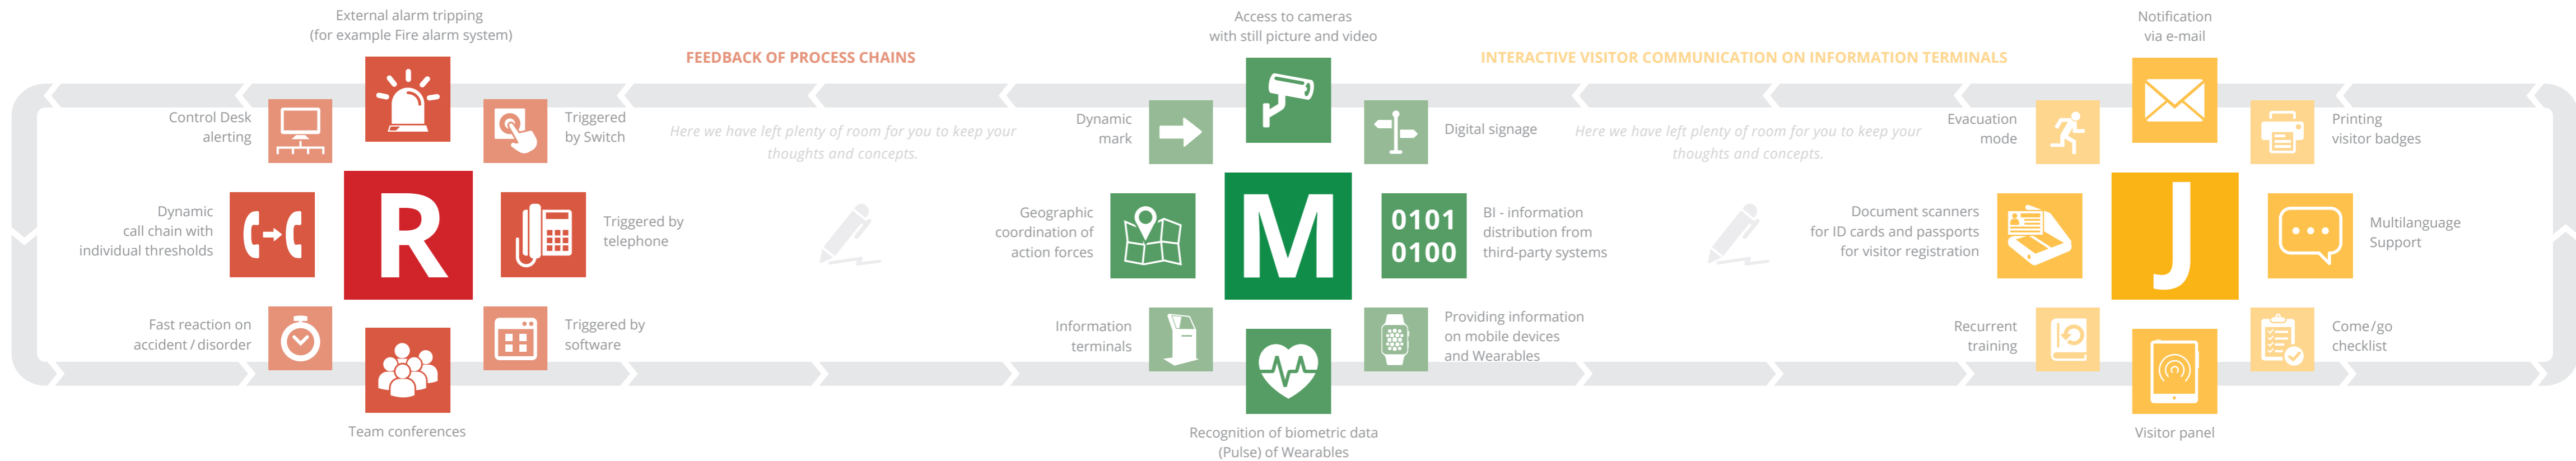 External alarm tripping
(for example Fire alarm system)
Control Desk
alerting
Triggered
by Switch
Dynamic
call chain with
individual thresholds
R
Triggered by
telephone
Fast reaction on
accident / disorder
Triggered by
software
Team conferences
FEEDBACK OF PROCESS CHAINS
Here we have left plenty of room for you to keep your
thoughts and concepts.
Access to cameras
with still picture and video
Dynamic
mark
Digital signage
Geographic
coordination of
action forces
M
0101
0100
BI - information
distribution from
third-party systems
Information
terminals
Providing information
on mobile devices
and Wearables
Recognition of biometric data
(Pulse) of Wearables
INTERACTIVE VISITOR COMMUNICATION ON INFORMATION TERMINALS
Here we have left plenty of room for you to keep your
thoughts and concepts.
Notification
via e-mail
Evacuation
mode
Printing
visitor badges
Document scanners
for ID cards and passports
for visitor registration
J
Multilanguage
Support
Recurrent
training
Come/go
checklist
Visitor panel